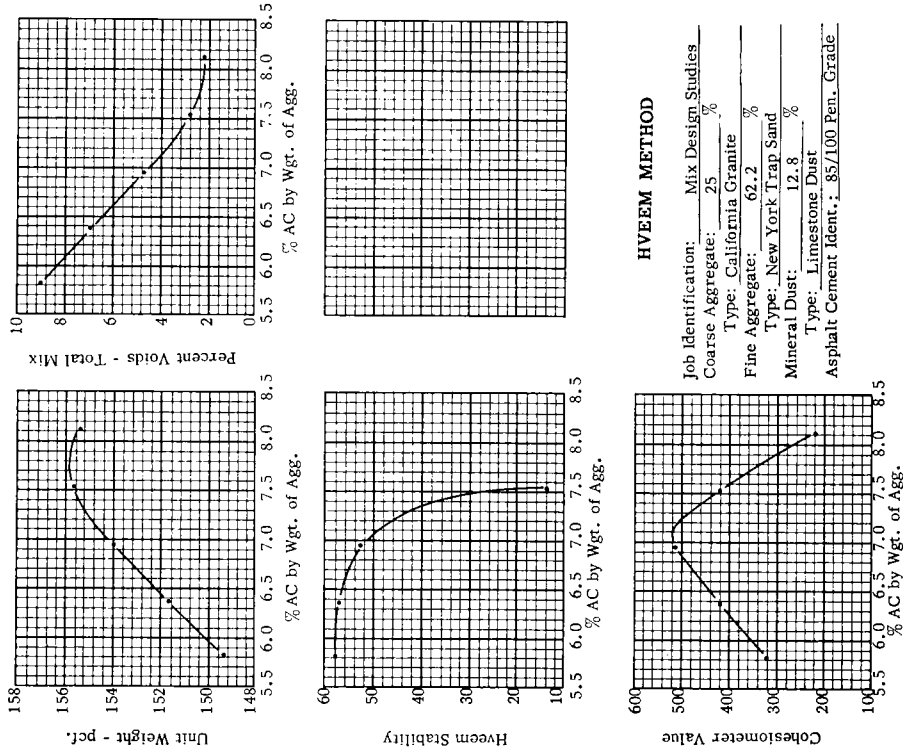 Unit Weight - pcf.
158
156
154
152
150
148
5.5 6.0 6.5 7.0 7.5 8.0 8.5
% AC by Wgt. of Agg.
Percent Voids - Total Mix
10
8
6
4
2
0
5.5 6.0 6.5 7.0 7.5 8.0 8.5
% AC by Wgt. of Agg.
Hveem Stability
60
50
40
30
20
10
5.5 6.0 6.5 7.0 7.5 8.0 8.5
% AC by Wgt. of Agg.
Cohesiometer Value
600
500
400
300
200
100
5.5 6.0 6.5 7.0 7.5 8.0 8.5
% AC by Wgt. of Agg.
HVEEM METHOD
Job Identification: Mix Design Studies
Coarse Aggregate: 25 %
Type: California Granite
Fine Aggregate: 62.2 %
Type: New York Trap Sand
Mineral Dust: 12.8 %
Type: Limestone Dust
Asphalt Cement Ident.: 85/100 Pen. Grade